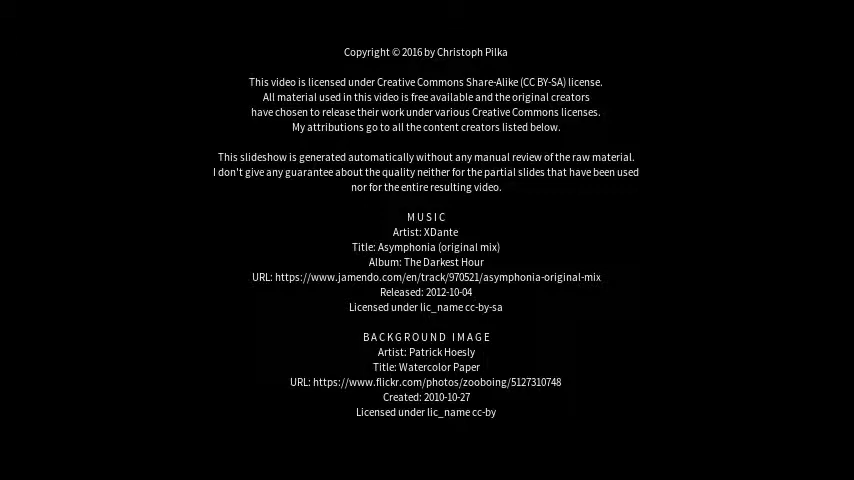 Copyright © 2016 by Christoph Pilka
This video is licensed under Creative Commons Share-Alike (CC BY-SA) license.
All material used in this video is free available and the original creators
have chosen to release their work under various Creative Commons licenses.
My attributions go to all the content creators listed below.
This slideshow is generated automatically without any manual review of the raw material.
I don't give any guarantee about the quality neither for the partial slides that have been used
nor for the entire resulting video.
MUSIC
Artist: XDante
Title: Asymphonia (original mix)
Album: The Darkest Hour
URL: https://www.jamendo.com/en/track/970521/asymphonia-original-mix
Released: 2012-10-04
Licensed under lic_name cc-by-sa
BACKGROUND IMAGE
Artist: Patrick Hoesly
Title: Watercolor Paper
URL: https://www.flickr.com/photos/zooboing/5127310748
Created: 2010-10-27
Licensed under lic_name cc-by